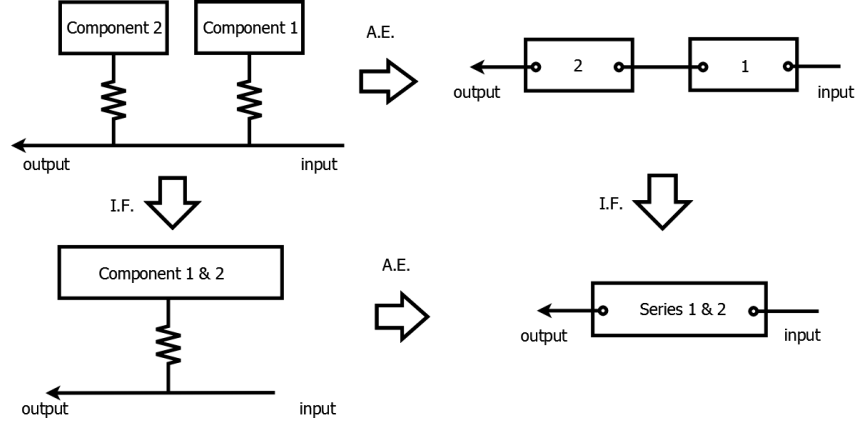 Component 2
Component 1
A.E.
2
1
output
input
output
input
I.F.
I.F.
Component 1 & 2
A.E.
Series 1 & 2
output
input
output
input